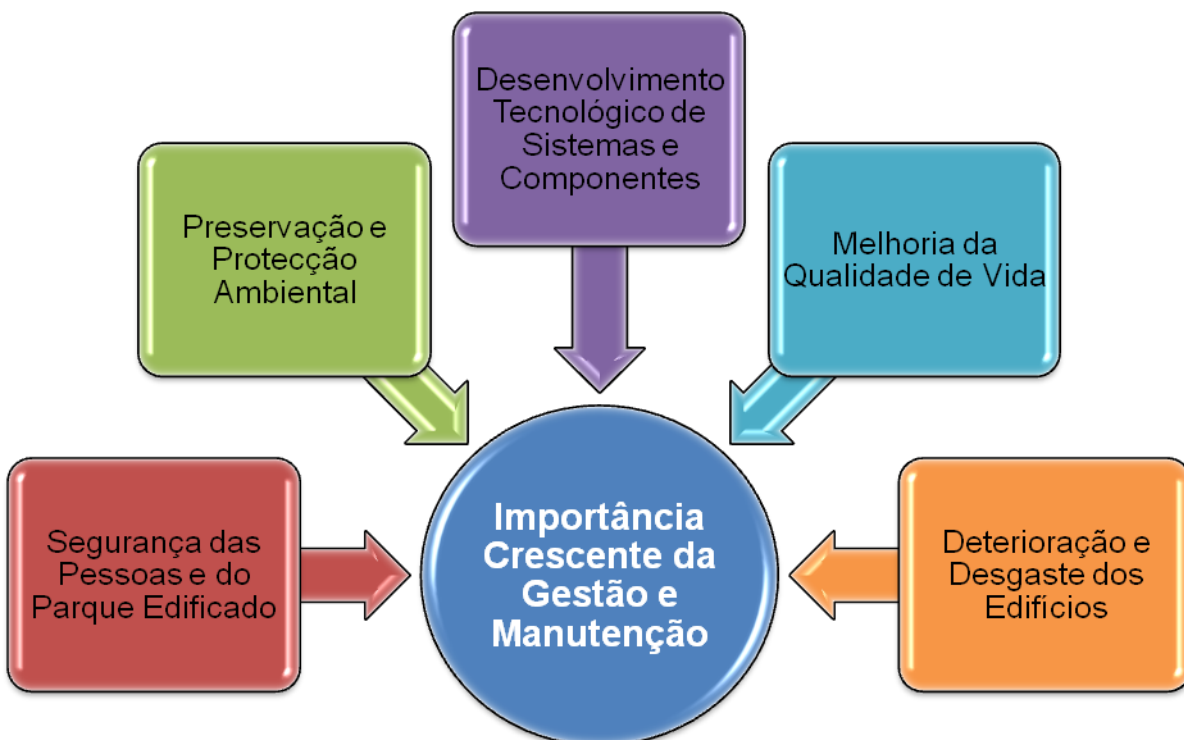 Desenvolvimento
Tecnológico de
Sistemas e
Componentes
Preservação e
Protecção
Ambiental
Melhoria da
Qualidade de Vida
Segurança das
Pessoas e do
Parque Edificado
Importância
Crescente da
Gestão e
Manutenção
Deterioração e
Desgaste dos
Edifícios